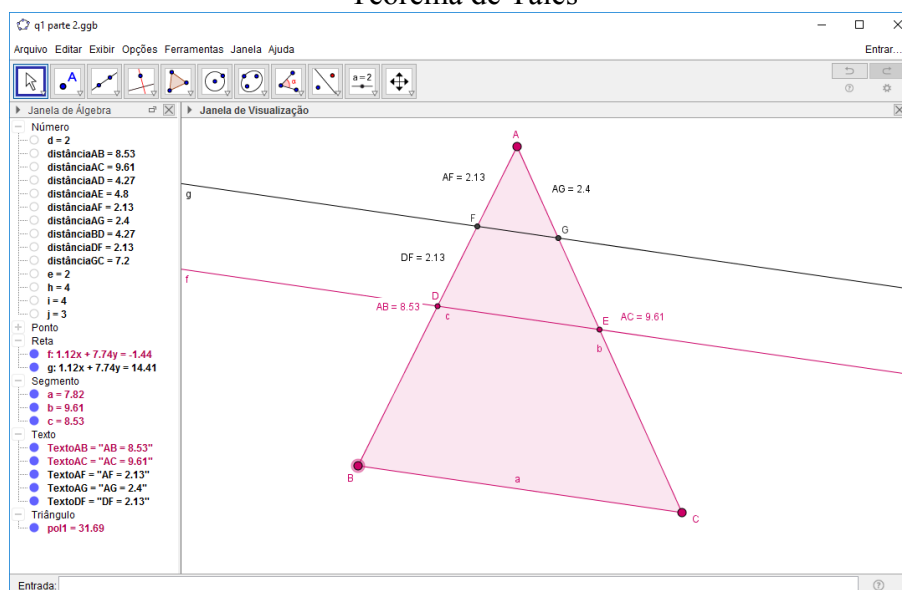 Teorema de Tales
q1 parte 2.ggb
Arquivo Editar Exibir Opções Ferramentas Janela Ajuda
Entrar...
A
α
a=2
Janela de Álgebra
Janela de Visualização
Número
d = 2
distânciaAB = 8.53
distânciaAC = 9.61
distânciaAD = 4.27
distânciaAE = 4.8
distânciaAF = 2.13
distânciaAG = 2.4
distânciaBD = 4.27
distânciaDF = 2.13
distânciaGC = 7.2
e = 2
h = 4
i = 4
j = 3
Ponto
Reta
f: 1.12x + 7.74y = -1.44
g: 1.12x + 7.74y = 14.41
Segmento
a = 7.82
b = 9.61
c = 8.53
Texto
TextoAB = "AB = 8.53"
TextoAC = "AC = 9.61"
TextoAF = "AF = 2.13"
TextoAG = "AG = 2.4"
TextoDF = "DF = 2.13"
Triângulo
pol1 = 31.69
A
AF = 2.13
AG = 2.4
g
F
G
DF = 2.13
f
D
AB = 8.53
c
E
AC = 9.61
b
B
a
C
Entrada: